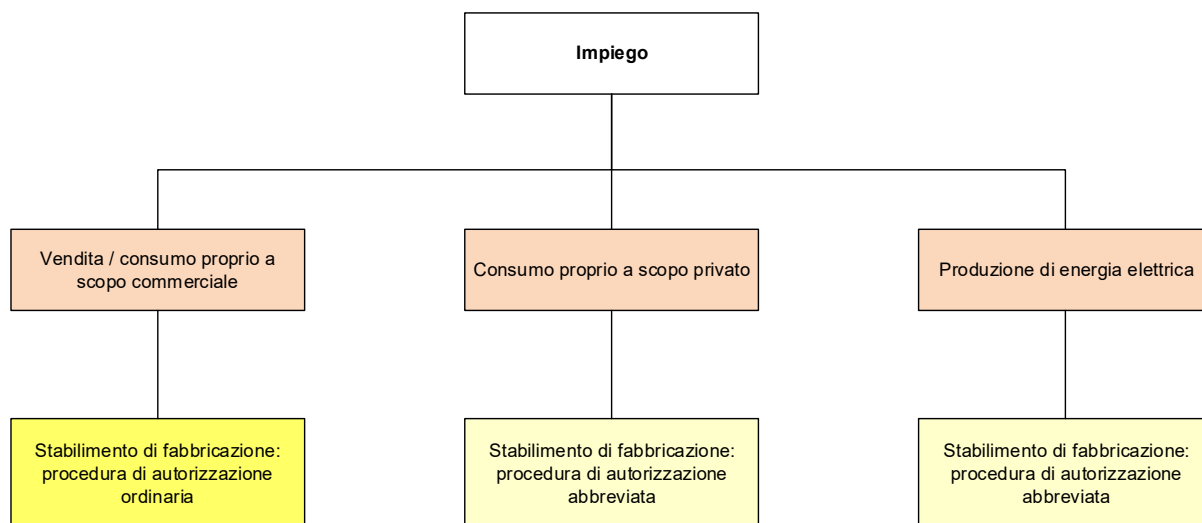 Impiego
Vendita / consumo proprio a
scopo commerciale
Consumo proprio a scopo privato
Produzione di energia elettrica
Stabilimento di fabbricazione:
procedura di autorizzazione
ordinaria
Stabilimento di fabbricazione:
procedura di autorizzazione
abbreviata
Stabilimento di fabbricazione:
procedura di autorizzazione
abbreviata